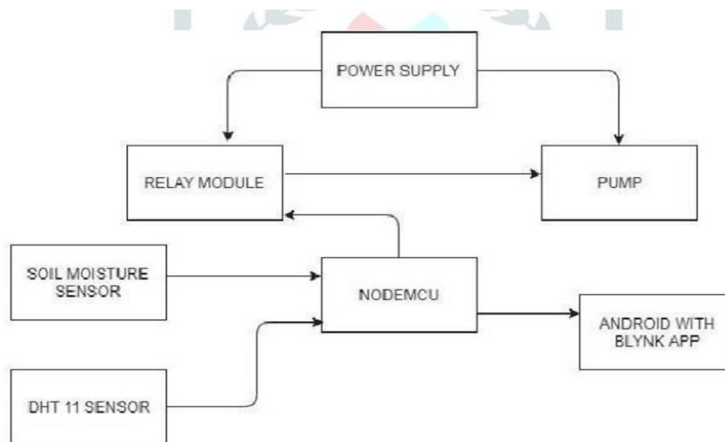 POWER SUPPLY
RELAY MODULE
PUMP
SOIL MOISTURE
SENSOR
NODEMCU
ANDROID WITH
BLYNK APP
DHT 11 SENSOR